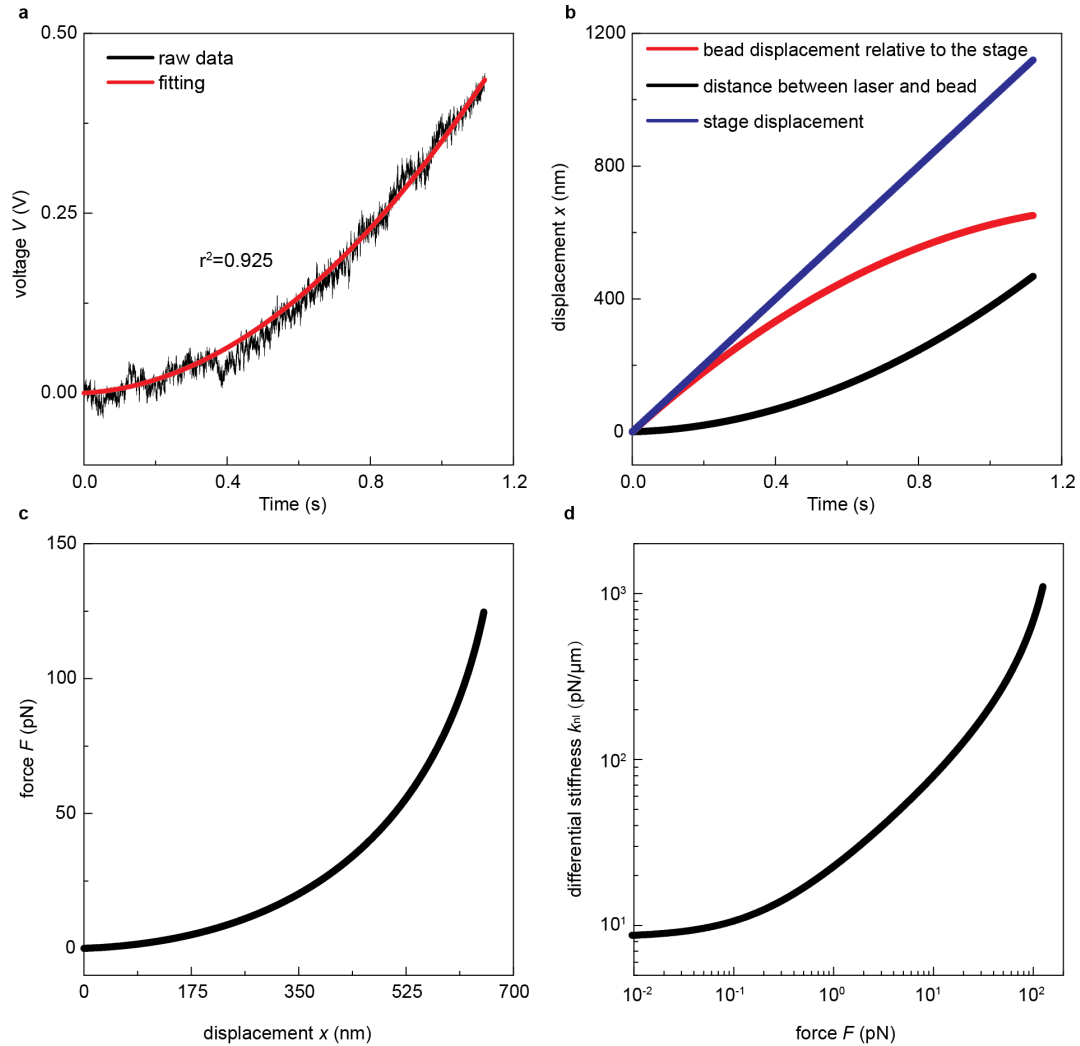 a
0.50
0.25
0.00
voltage V (V)
raw data
fitting
r²=0.925
0.0 0.4 0.8 1.2
Time (s)
b
1200
800
400
0
displacement x (nm)
bead displacement relative to the stage
distance between laser and bead
stage displacement
0.0 0.4 0.8 1.2
Time (s)
c
150
100
50
0
force F (pN)
0 175 350 525 700
displacement x (nm)
d
10³
10²
10¹
differential stiffness kₙₗ (pN/μm)
10⁻² 10⁻¹ 10⁰ 10¹ 10²
force F (pN)